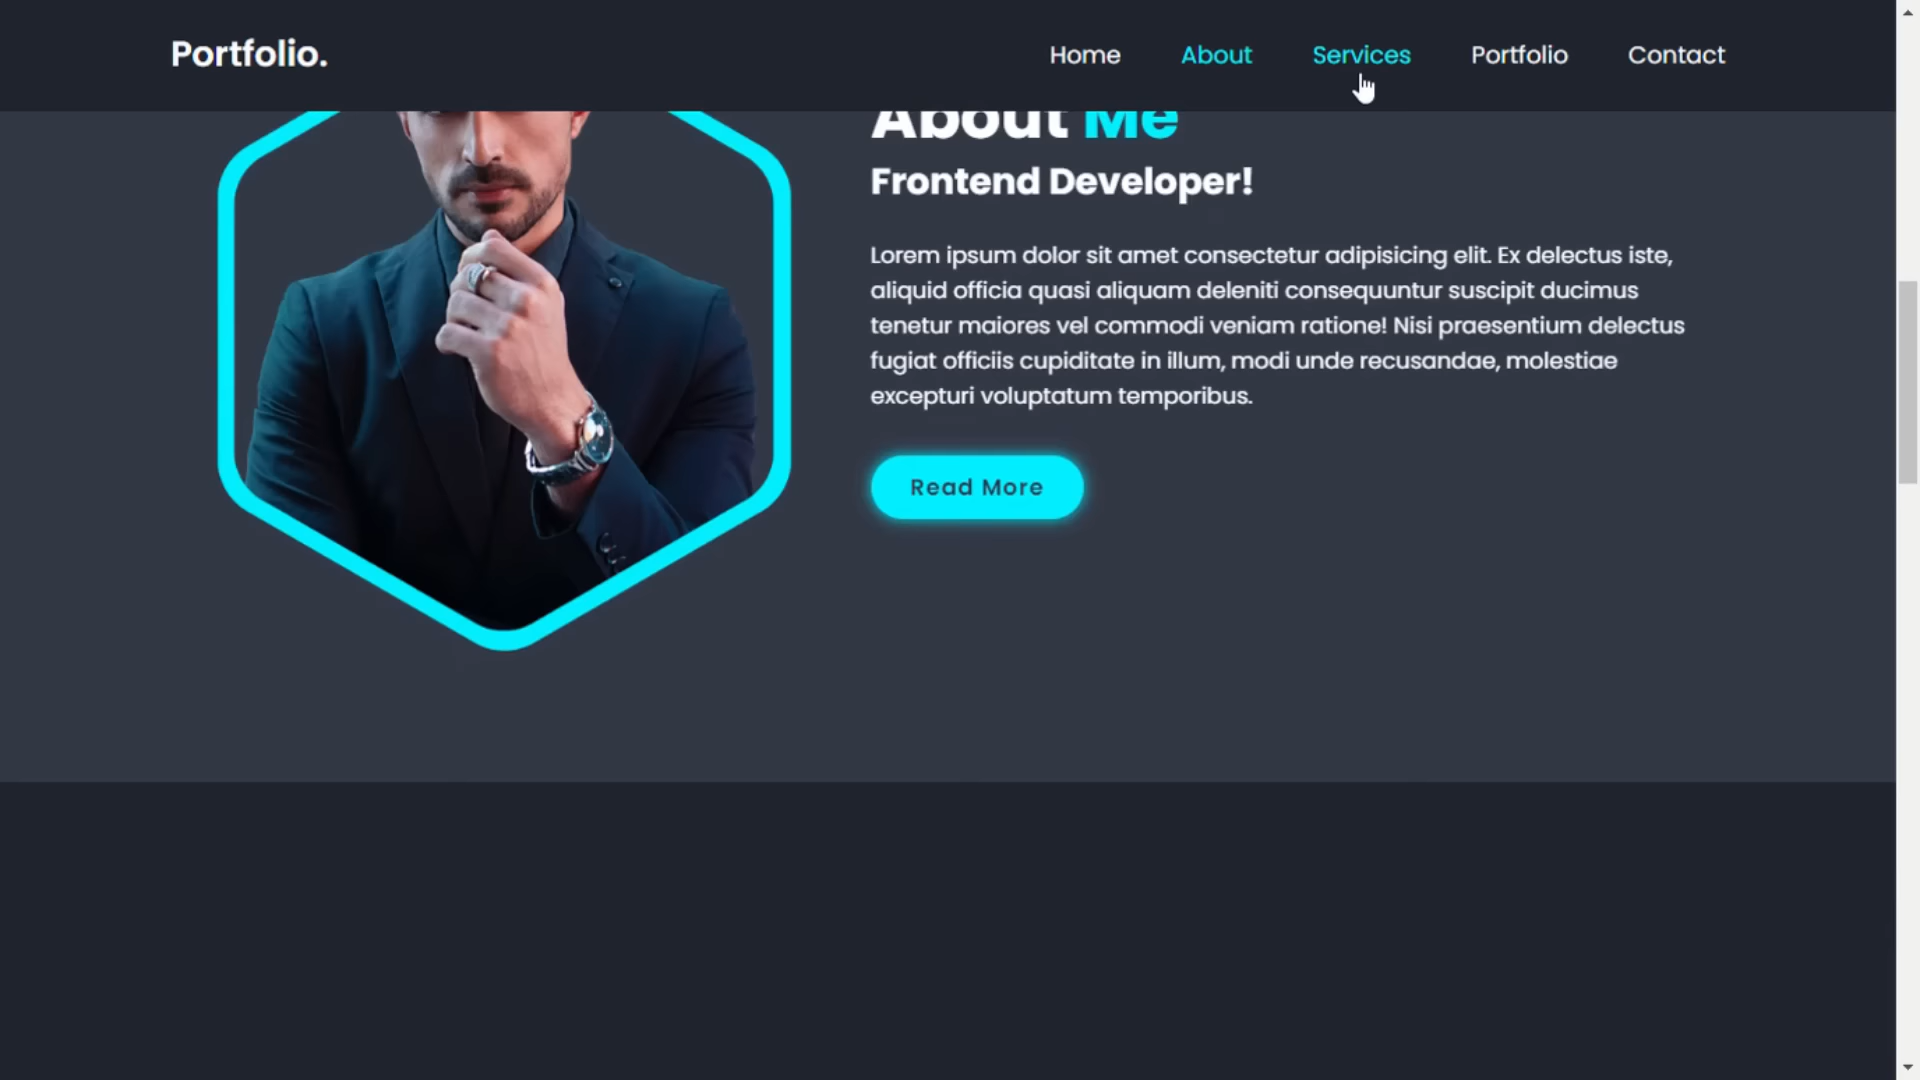 Portfolio.
Home About Services Portfolio Contact
About Me
Frontend Developer!
Lorem ipsum dolor sit amet consectetur adipisicing elit. Ex delectus iste,
aliquid officia quasi aliquam deleniti consequuntur suscipit ducimus
tenetur maiores vel commodi veniam ratione! Nisi praesentium delectus
fugiat officiis cupiditate in illum, modi unde recusandae, molestiae
excepturi voluptatum temporibus.
Read More